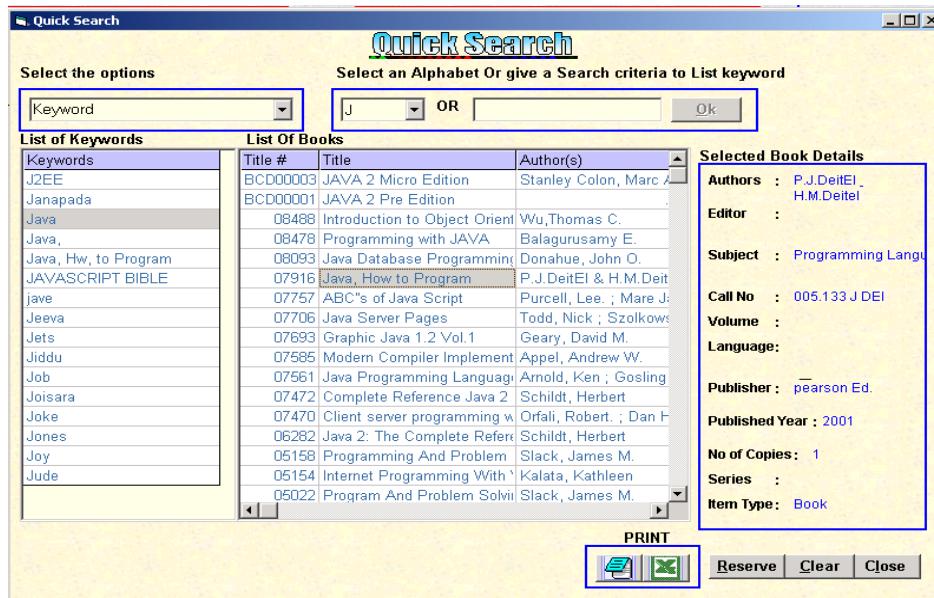 Quick Search
Quick Search
Select the options
Select an Alphabet Or give a Search criteria to List keyword
Keyword
J
OR
Ok
List of Keywords
List Of Books
Keywords
J2EE
Janapada
Java
Java,
Java, Hw, to Program
JAVASCRIPT BIBLE
jave
Jeeva
Jets
Jiddu
Job
Joisara
Joke
Jones
Joy
Jude
Title # Title Author(s)
BCD00003 JAVA 2 Micro Edition Stanley Colon, Marc A
BCD00001 JAVA 2 Pre Edition .
08488 Introduction to Object Orient Wu,Thomas C.
08478 Programming with JAVA Balagurusamy E.
08093 Java Database Programming Donahue, John O.
07916 Java, How to Program P.J.DeitEl & H.M.Deit
07757 ABC"s of Java Script Purcell, Lee. ; Mare Ja
07706 Java Server Pages Todd, Nick ; Szolkows
07693 Graphic Java 1.2 Vol.1 Geary, David M.
07585 Modern Compiler Implement Appel, Andrew W.
07561 Java Programming Languag Arnold, Ken ; Gosling
07472 Complete Reference Java 2 Schildt, Herbert
07470 Client server programming w Orfali, Robert. ; Dan H
06282 Java 2: The Complete Refere Schildt, Herbert
05158 Programming And Problem Slack, James M.
05154 Internet Programming With Kalata, Kathleen
05022 Program And Problem Solvin Slack, James M.
Selected Book Details
Authors : P.J.DeitEl
H.M.Deitel
Editor :
Subject : Programming Langu
Call No : 005.133 J DEI
Volume :
Language:
Publisher : pearson Ed.
Published Year : 2001
No of Copies : 1
Series :
Item Type : Book
PRINT
Reserve
Clear
Close